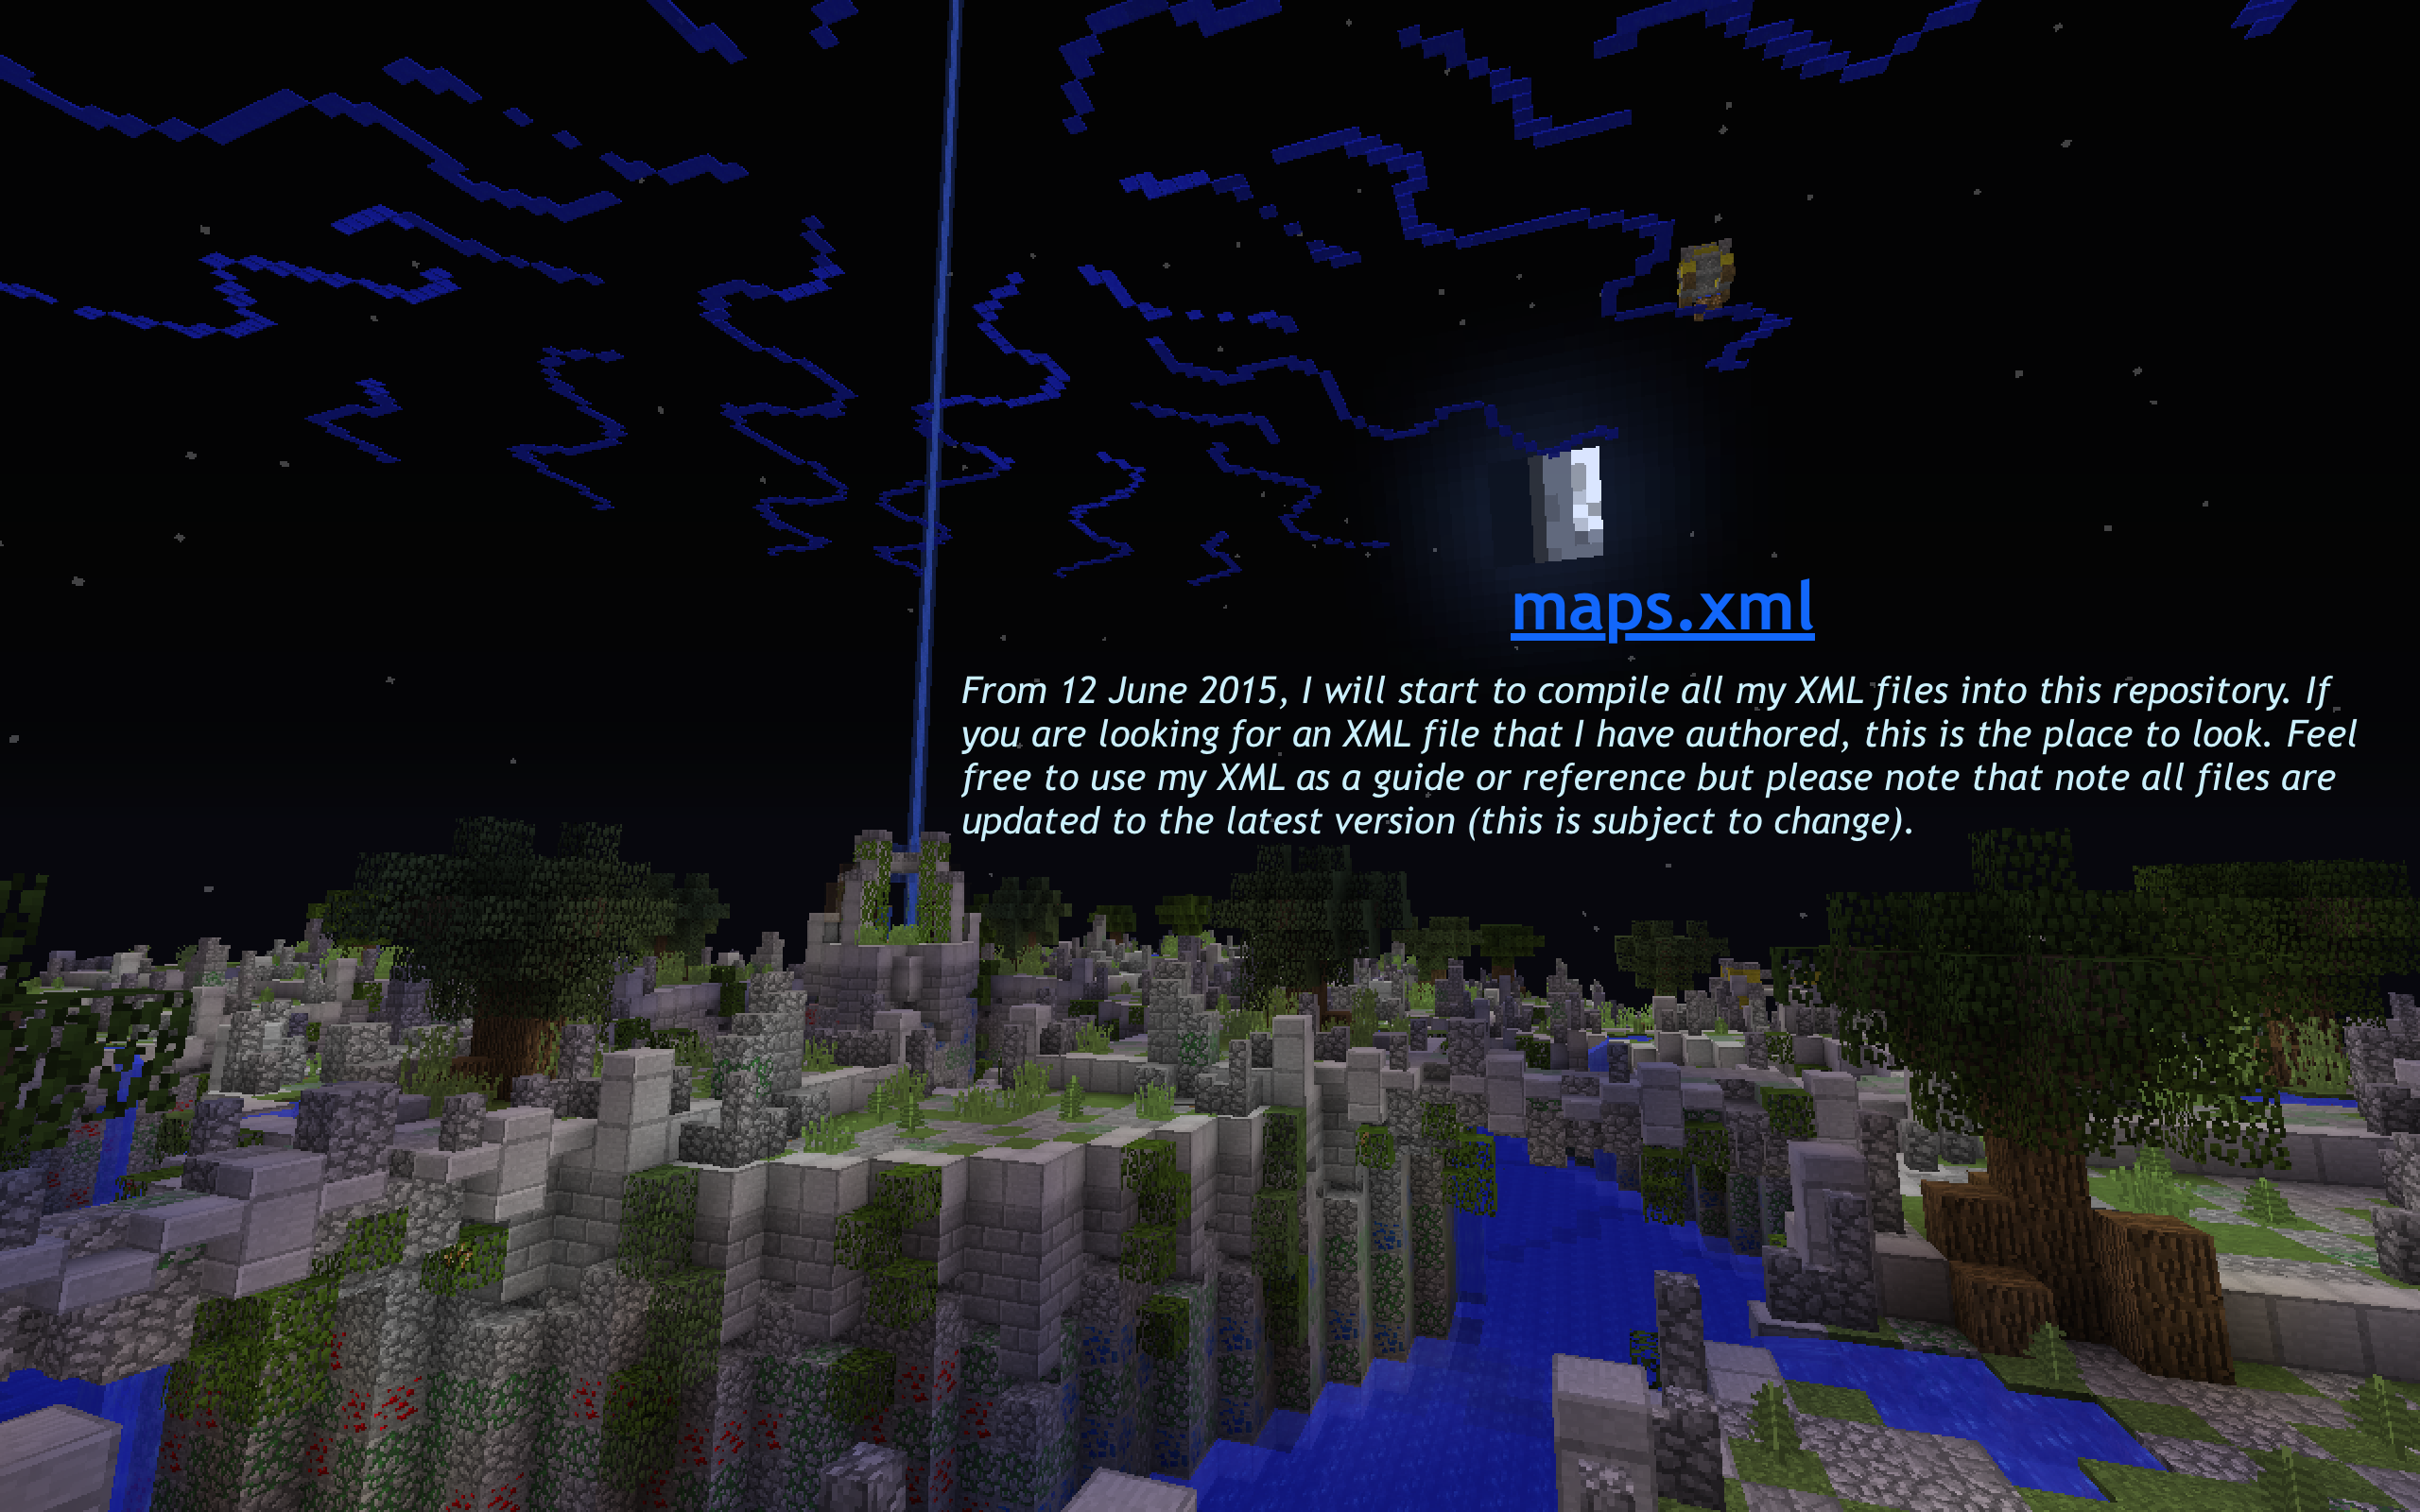 maps.xml
From 12 June 2015, I will start to compile all my XML files into this repository. If
you are looking for an XML file that I have authored, this is the place to look. Feel
free to use my XML as a guide or reference but please note that note all files are
updated to the latest version (this is subject to change).